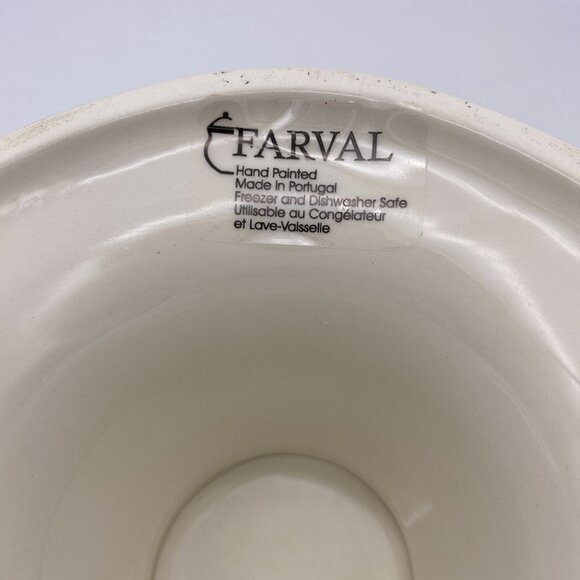 FARVAL
Hand Painted
Made in Portugal
Freezer and Dishwasher Safe
Utilisable au Congélateur
et Lave-Vaisselle